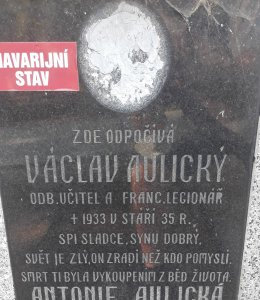 HAVARIJNÍ
STAV
ZDE ODPOČÍVÁ
VÁCLAV AULICKÝ
ODB. UČITEL A FRANC. LEGIONÁŘ
+ 1933 V STÁŘÍ 35 R.
SPI SLADCE, SYNU DOBRÝ,
SVĚT JE ZLÝ, ON ZRADÍ NEŽ KDO POMYSLÍ.
SMRT TI BYLA VYKOUPENÍM Z BĚD ŽIVOTA.
ANTONIE AULICKÁ